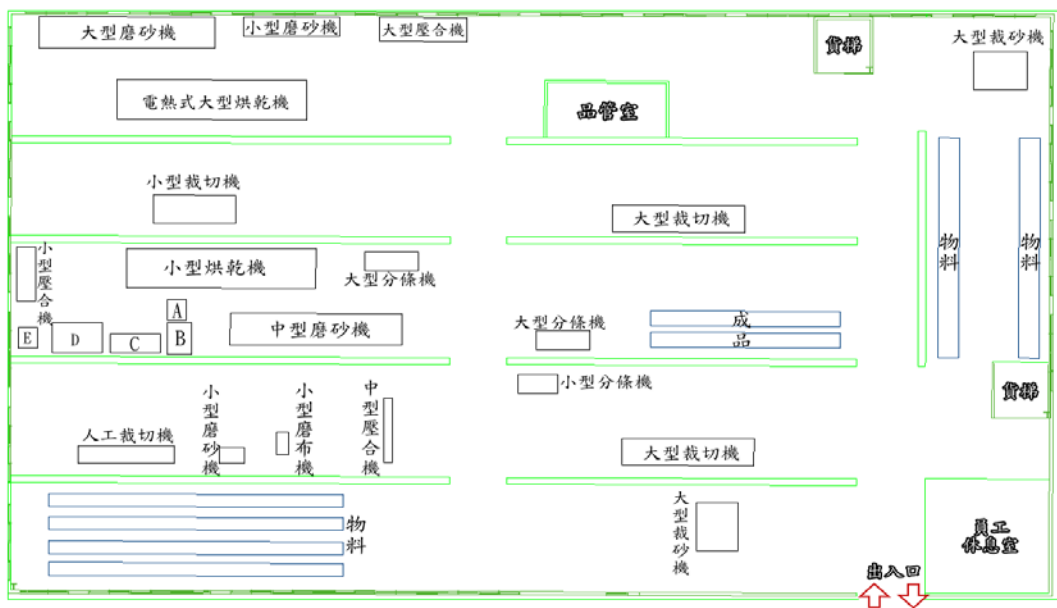 大型磨砂機
小型磨砂機
大型壓合機
貨梯
大型裁砂機
電熱式大型烘乾機
品管室
小型裁切機
大型裁切機
物料
物料
小型壓合機
小型烘乾機
大型分條機
A
B
C
D
E
中型磨砂機
大型分條機
成品
小型分條機
貨梯
人工裁切機
小型磨砂機
小型磨布機
中型壓合機
大型裁切機
物料
大型裁砂機
員工
休息室
出入口